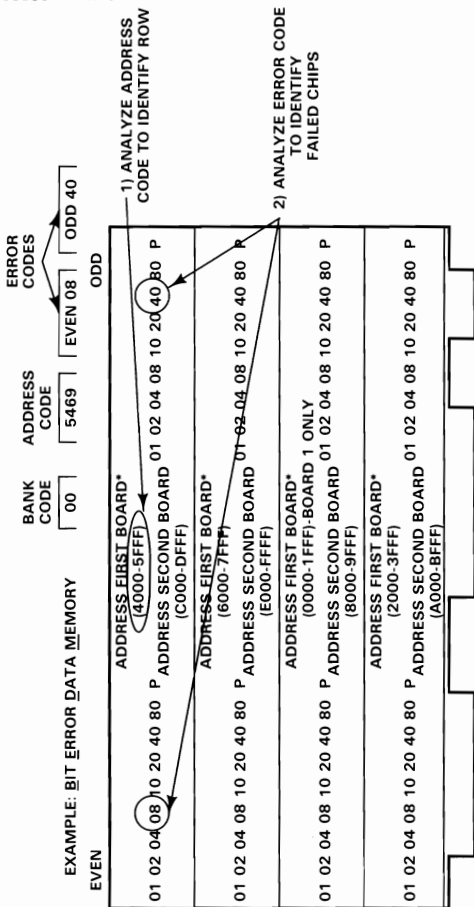 EXAMPLE: BIT ERROR DATA MEMORY
BANK
CODE
00
ADDRESS
CODE
5469
ERROR
CODES
EVEN 08
ODD 40
EVEN
ODD
1) ANALYZE ADDRESS
CODE TO IDENTIFY ROW
2) ANALYZE ERROR CODE
TO IDENTIFY
FAILED CHIPS
ADDRESS FIRST BOARD*
(4000-5FFF)
01 02 04 08 10 20 40 80 P ADDRESS SECOND BOARD 01 02 04 08 10 20 40 80 P
(C000-DFFF)
ADDRESS FIRST BOARD*
(6000-7FFF)
01 02 04 08 10 20 40 80 P ADDRESS SECOND BOARD 01 02 04 08 10 20 40 80 P
(E000-FFFF)
ADDRESS FIRST BOARD*
(0000-1FFF)-BOARD 1 ONLY
01 02 04 08 10 20 40 80 P ADDRESS SECOND BOARD 01 02 04 08 10 20 40 80 P
(8000-9FFF)
ADDRESS FIRST BOARD*
(2000-3FFF)
01 02 04 08 10 20 40 80 P ADDRESS SECOND BOARD 01 02 04 08 10 20 40 80 P
(A000-BFFF)